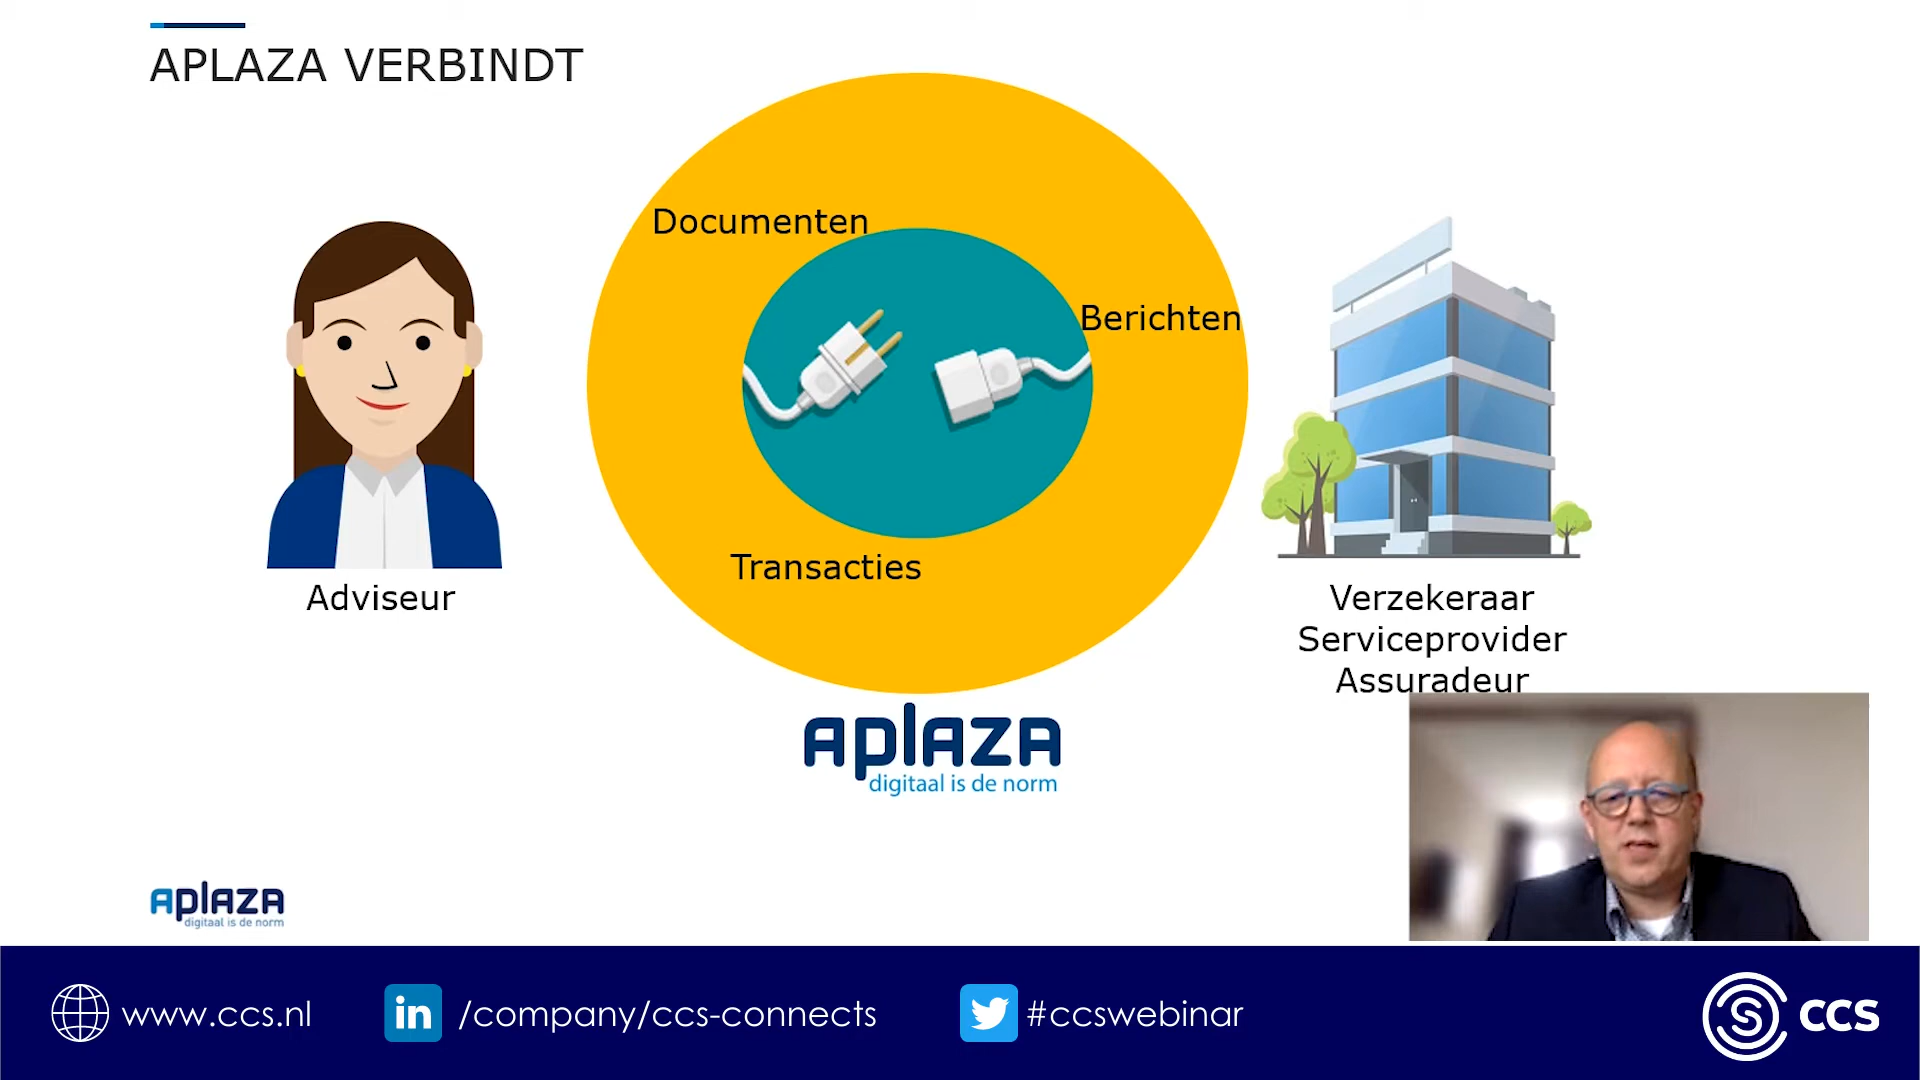 APLAZA VERBINDT
Documenten
Berichten
Transacties
Adviseur
Verzekeraar
Serviceprovider
Assuradeur
aplaza
digitaal is de norm
aplaza
digitaal is de norm
www.ccs.nl
in
/company/ccs-connects
#ccswebinar
CCS